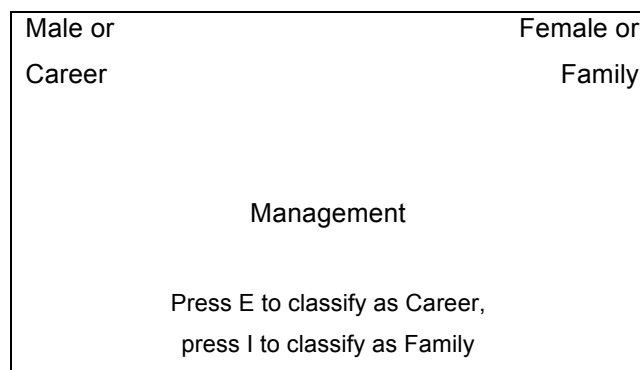 Male or
Female or
Career
Family
Management
Press E to classify as Career,
press I to classify as Family